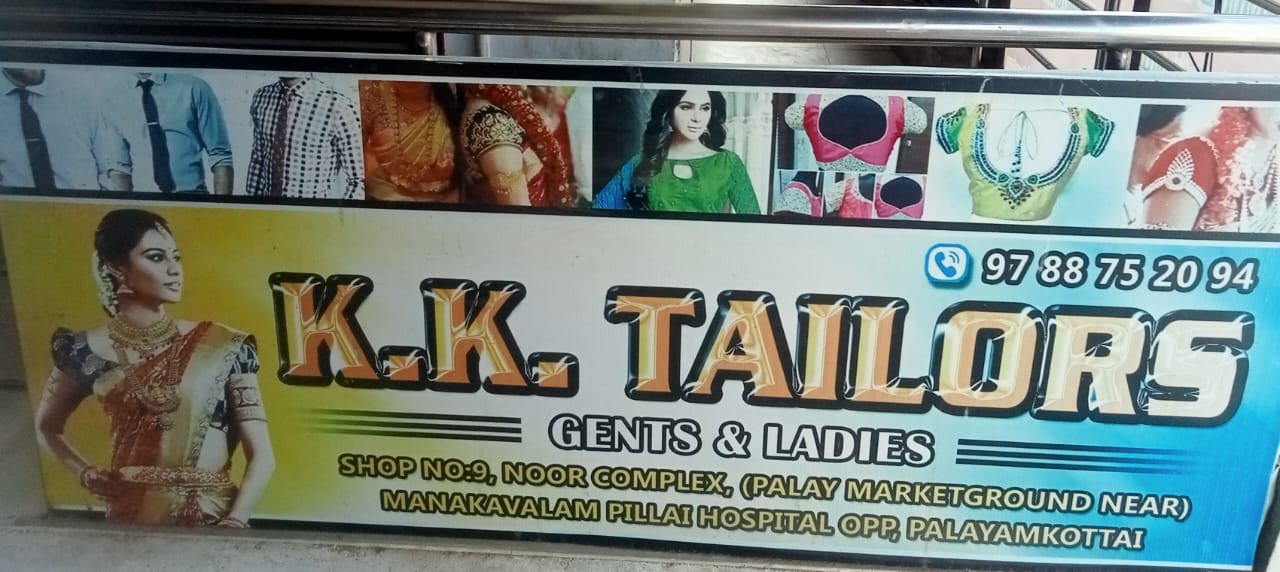 97 88 75 20 94
K.K. TAILORS
GENTS & LADIES
SHOP NO:9, NOOR COMPLEX, (PALAY MARKETGROUND NEAR)
MANAKAVALAM PILLAI HOSPITAL OPP, PALAYAMKOTTAI